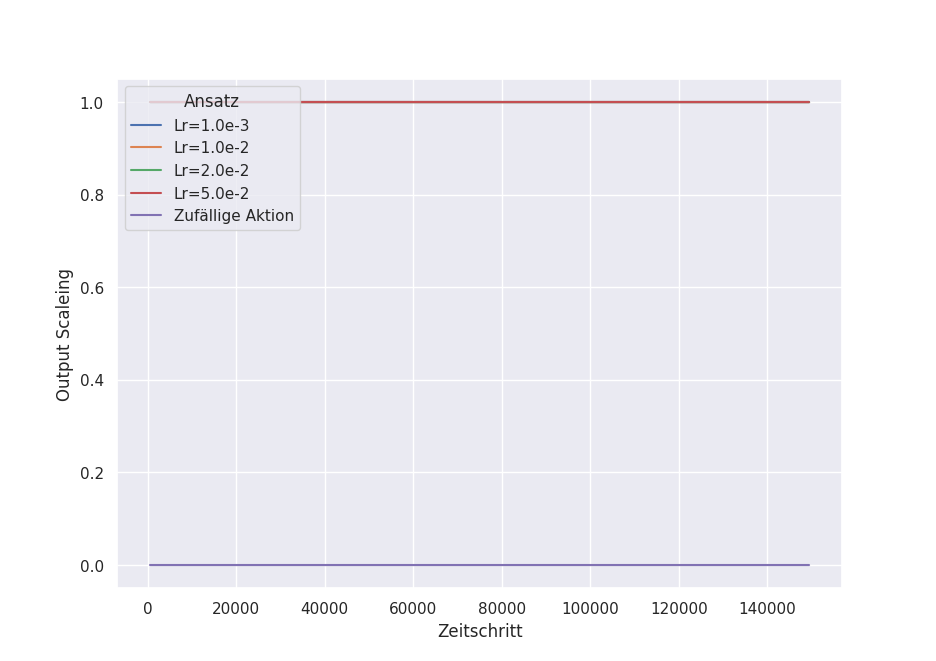 Ansatz
Lr=1.0e-3
Lr=1.0e-2
Lr=2.0e-2
Lr=5.0e-2
Zufällige Aktion
Output Scaleing
1.0
0.8
0.6
0.4
0.2
0.0
0 20000 40000 60000 80000 100000 120000 140000
Zeitschritt